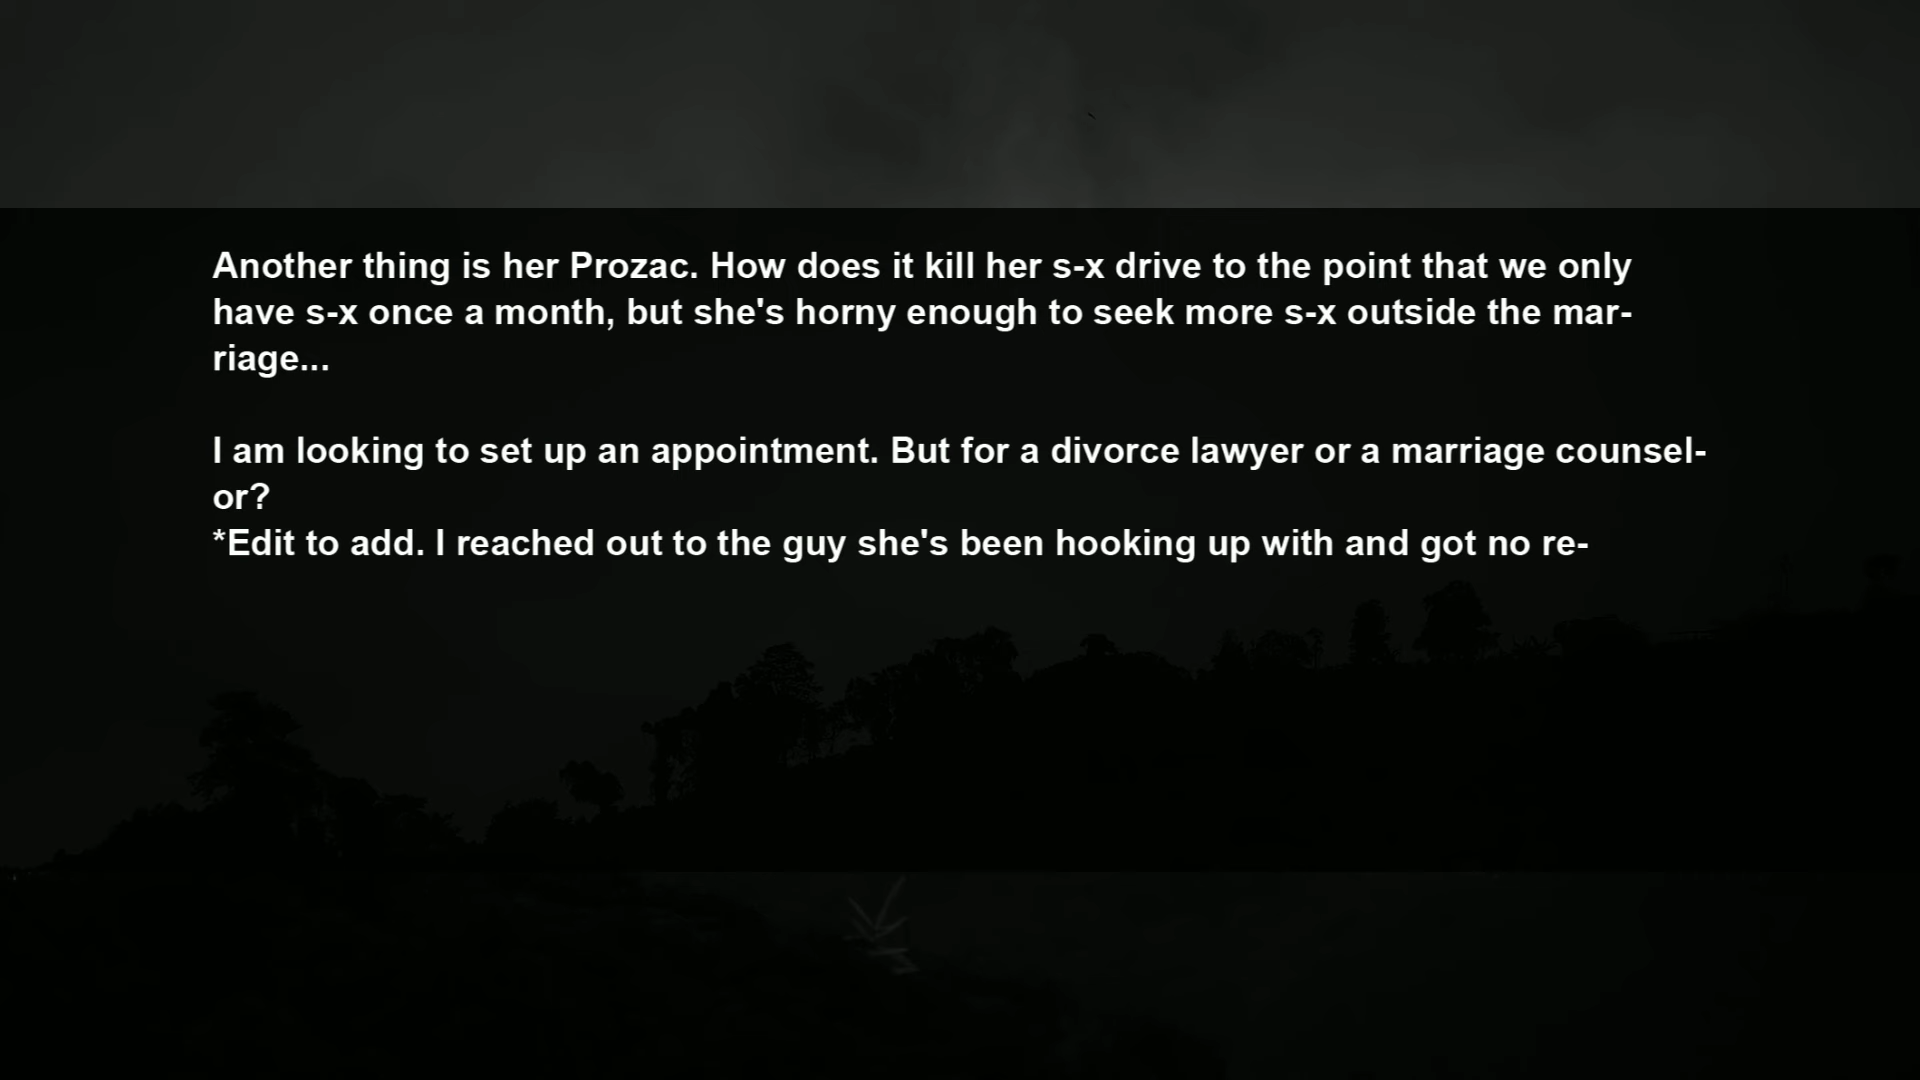 Another thing is her Prozac. How does it kill her s-x drive to the point that we only
have s-x once a month, but she's horny enough to seek more s-x outside the mar-
riage...
I am looking to set up an appointment. But for a divorce lawyer or a marriage counsel-
or?
*Edit to add. I reached out to the guy she's been hooking up with and got no re-